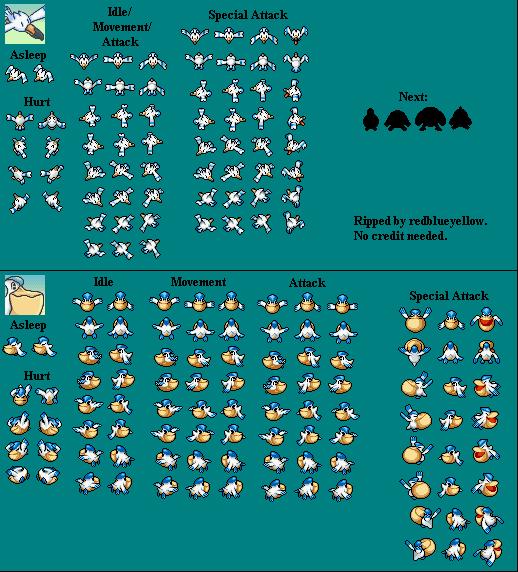 Idle/
Movement/
Attack
Special Attack
Asleep
Hurt
Next:
Ripped by redblueyellow.
No credit needed.
Idle
Movement
Attack
Special Attack
Asleep
Hurt